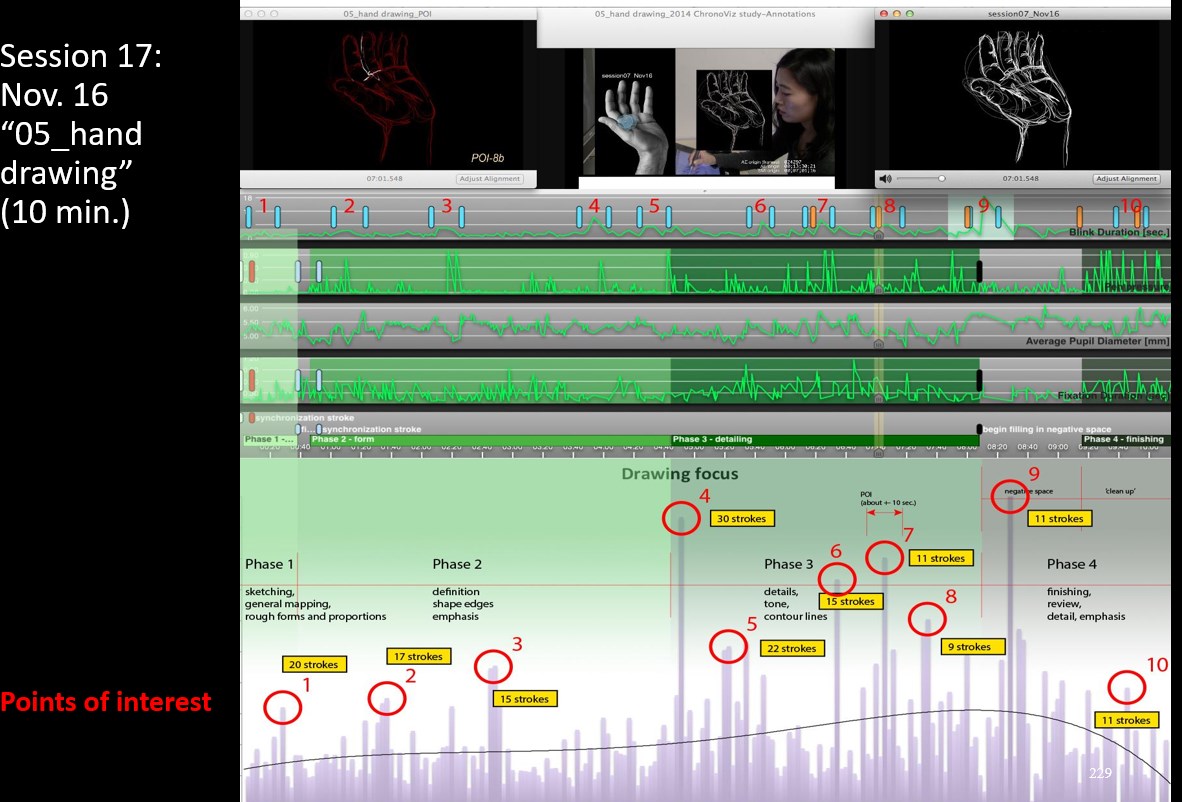 Session 17:
Nov. 16
“05_hand
drawing”
(10 min.)
Points of interest
05_hand drawing_POI
POI-8b
07:01.548
Adjust Alignment
05_hand drawing_2014 ChronoViz study-Annotations
session07 Nov16
session07_Nov16
07:01.548
Adjust Alignment
1 2 3 4 5 6 7 8 9 10
Blink Duration [sec.]
Average Pupil Diameter [mm]
Fixation Duration
synchronization stroke
synchronization stroke
begin filling in negative space
Phase 1 -...
Phase 2 - form
Phase 3 - detailing
Phase 4 - finishing
Drawing focus
Phase 1
sketching,
general mapping,
rough forms and proportions
Phase 2
definition
shape edges
emphasis
Phase 3
details,
tone,
contour lines
Phase 4
finishing,
review,
detail, emphasis
POI
(about +- 10 sec.)
negative space
‘clean up’
1
20 strokes
2
17 strokes
3
15 strokes
4
30 strokes
5
22 strokes
6
15 strokes
7
11 strokes
8
9 strokes
9
11 strokes
10
11 strokes
229